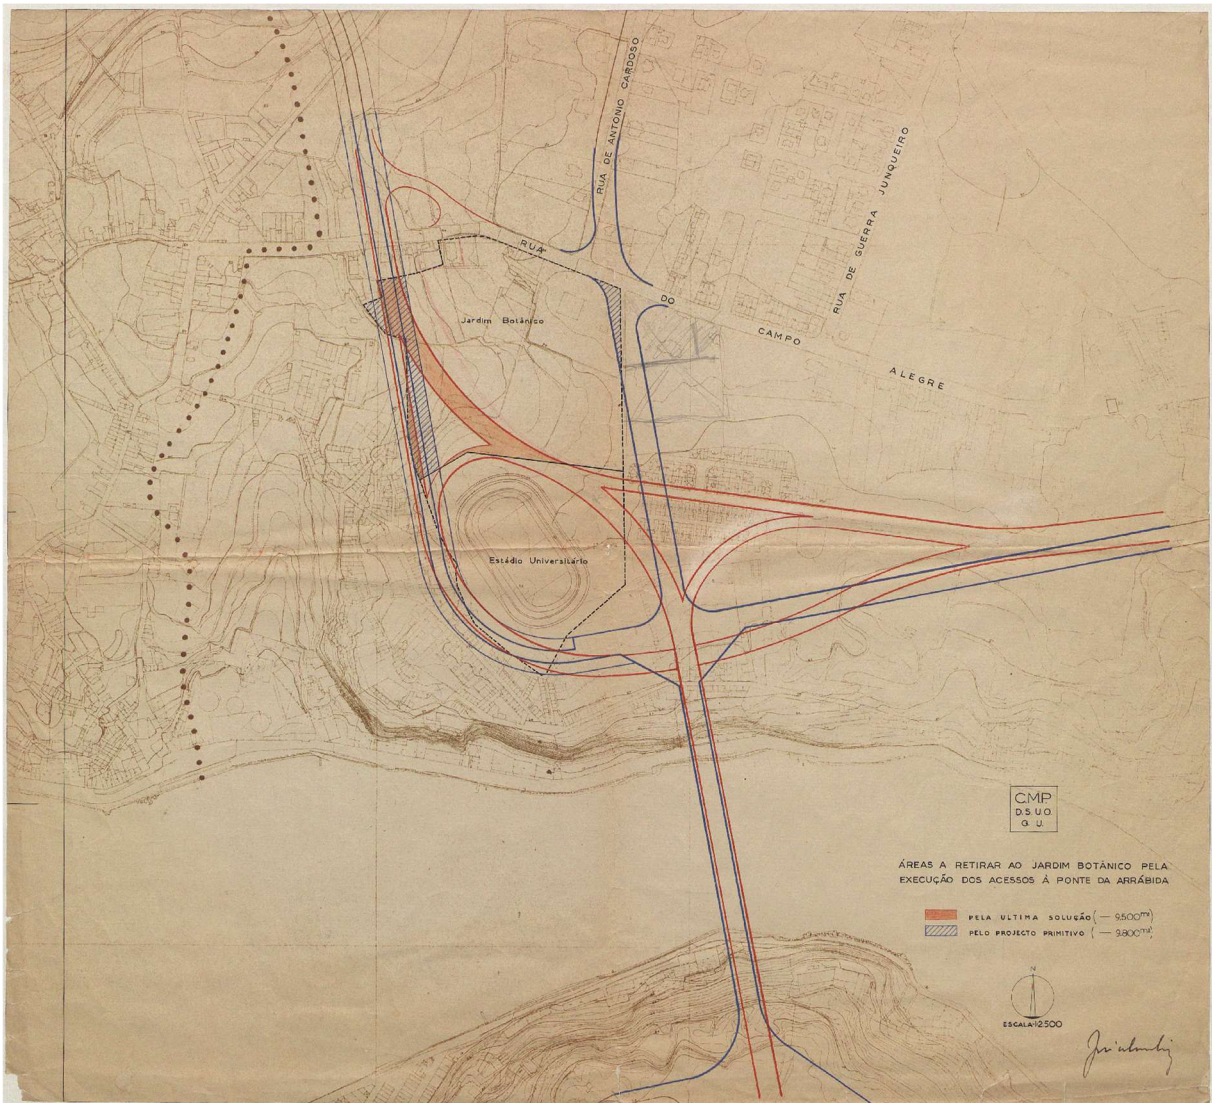 RUA DE ANTÓNIO CARDOSO
RUA DE GUERRA JUNQUEIRO
RUA
DO
CAMPO
ALEGRE
Jardim Botânico
Estádio Universitário
C.M.P.
D.S.U.O.
G. U.
ÁREAS A RETIRAR AO JARDIM BOTÂNICO PELA
EXECUÇÃO DOS ACESSOS À PONTE DA ARRÁBIDA
PELA ULTIMA SOLUÇÃO (— 9.500m2)
PELO PROJECTO PRIMITIVO (— 9.800m2)
N
ESCALA 1:2500